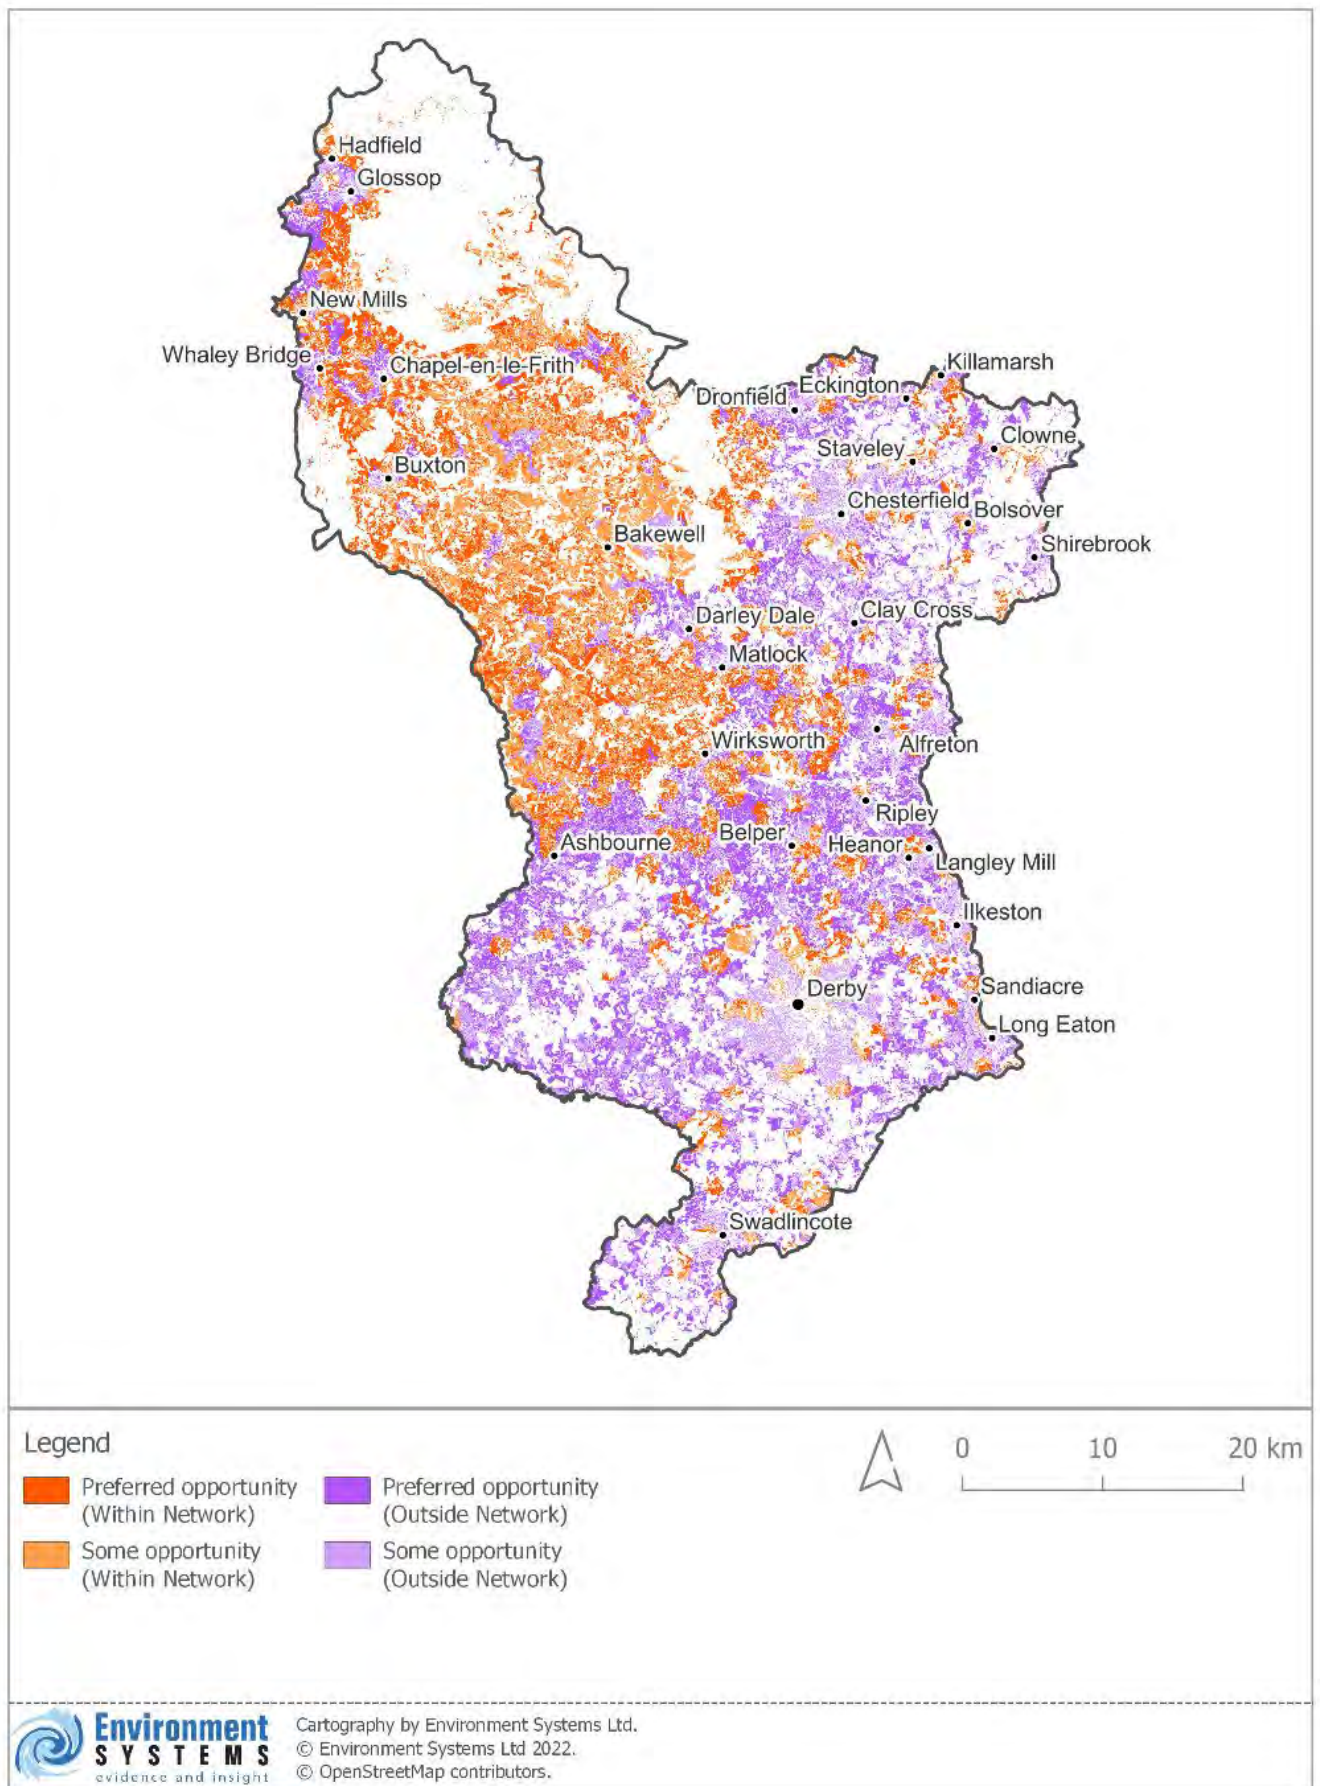 Hadfield
Glossop
New Mills
Whaley Bridge
Chapel-en-le-Frith
Killamarsh
Eckington
Dronfield
Clowne
Staveley
Buxton
Chesterfield
Bolsover
Bakewell
Shirebrook
Darley Dale
Clay Cross
Matlock
Wirksworth
Alfreton
Ripley
Ashbourne
Belper
Heanor
Langley Mill
Ilkeston
Derby
Sandiacre
Long Eaton
Swadlincote
Legend
Preferred opportunity
(Within Network)
Some opportunity
(Within Network)
Preferred opportunity
(Outside Network)
Some opportunity
(Outside Network)
0 10 20 km
Environment
SYSTEMS
evidence and insight
Cartography by Environment Systems Ltd.
© Environment Systems Ltd 2022.
© OpenStreetMap contributors.